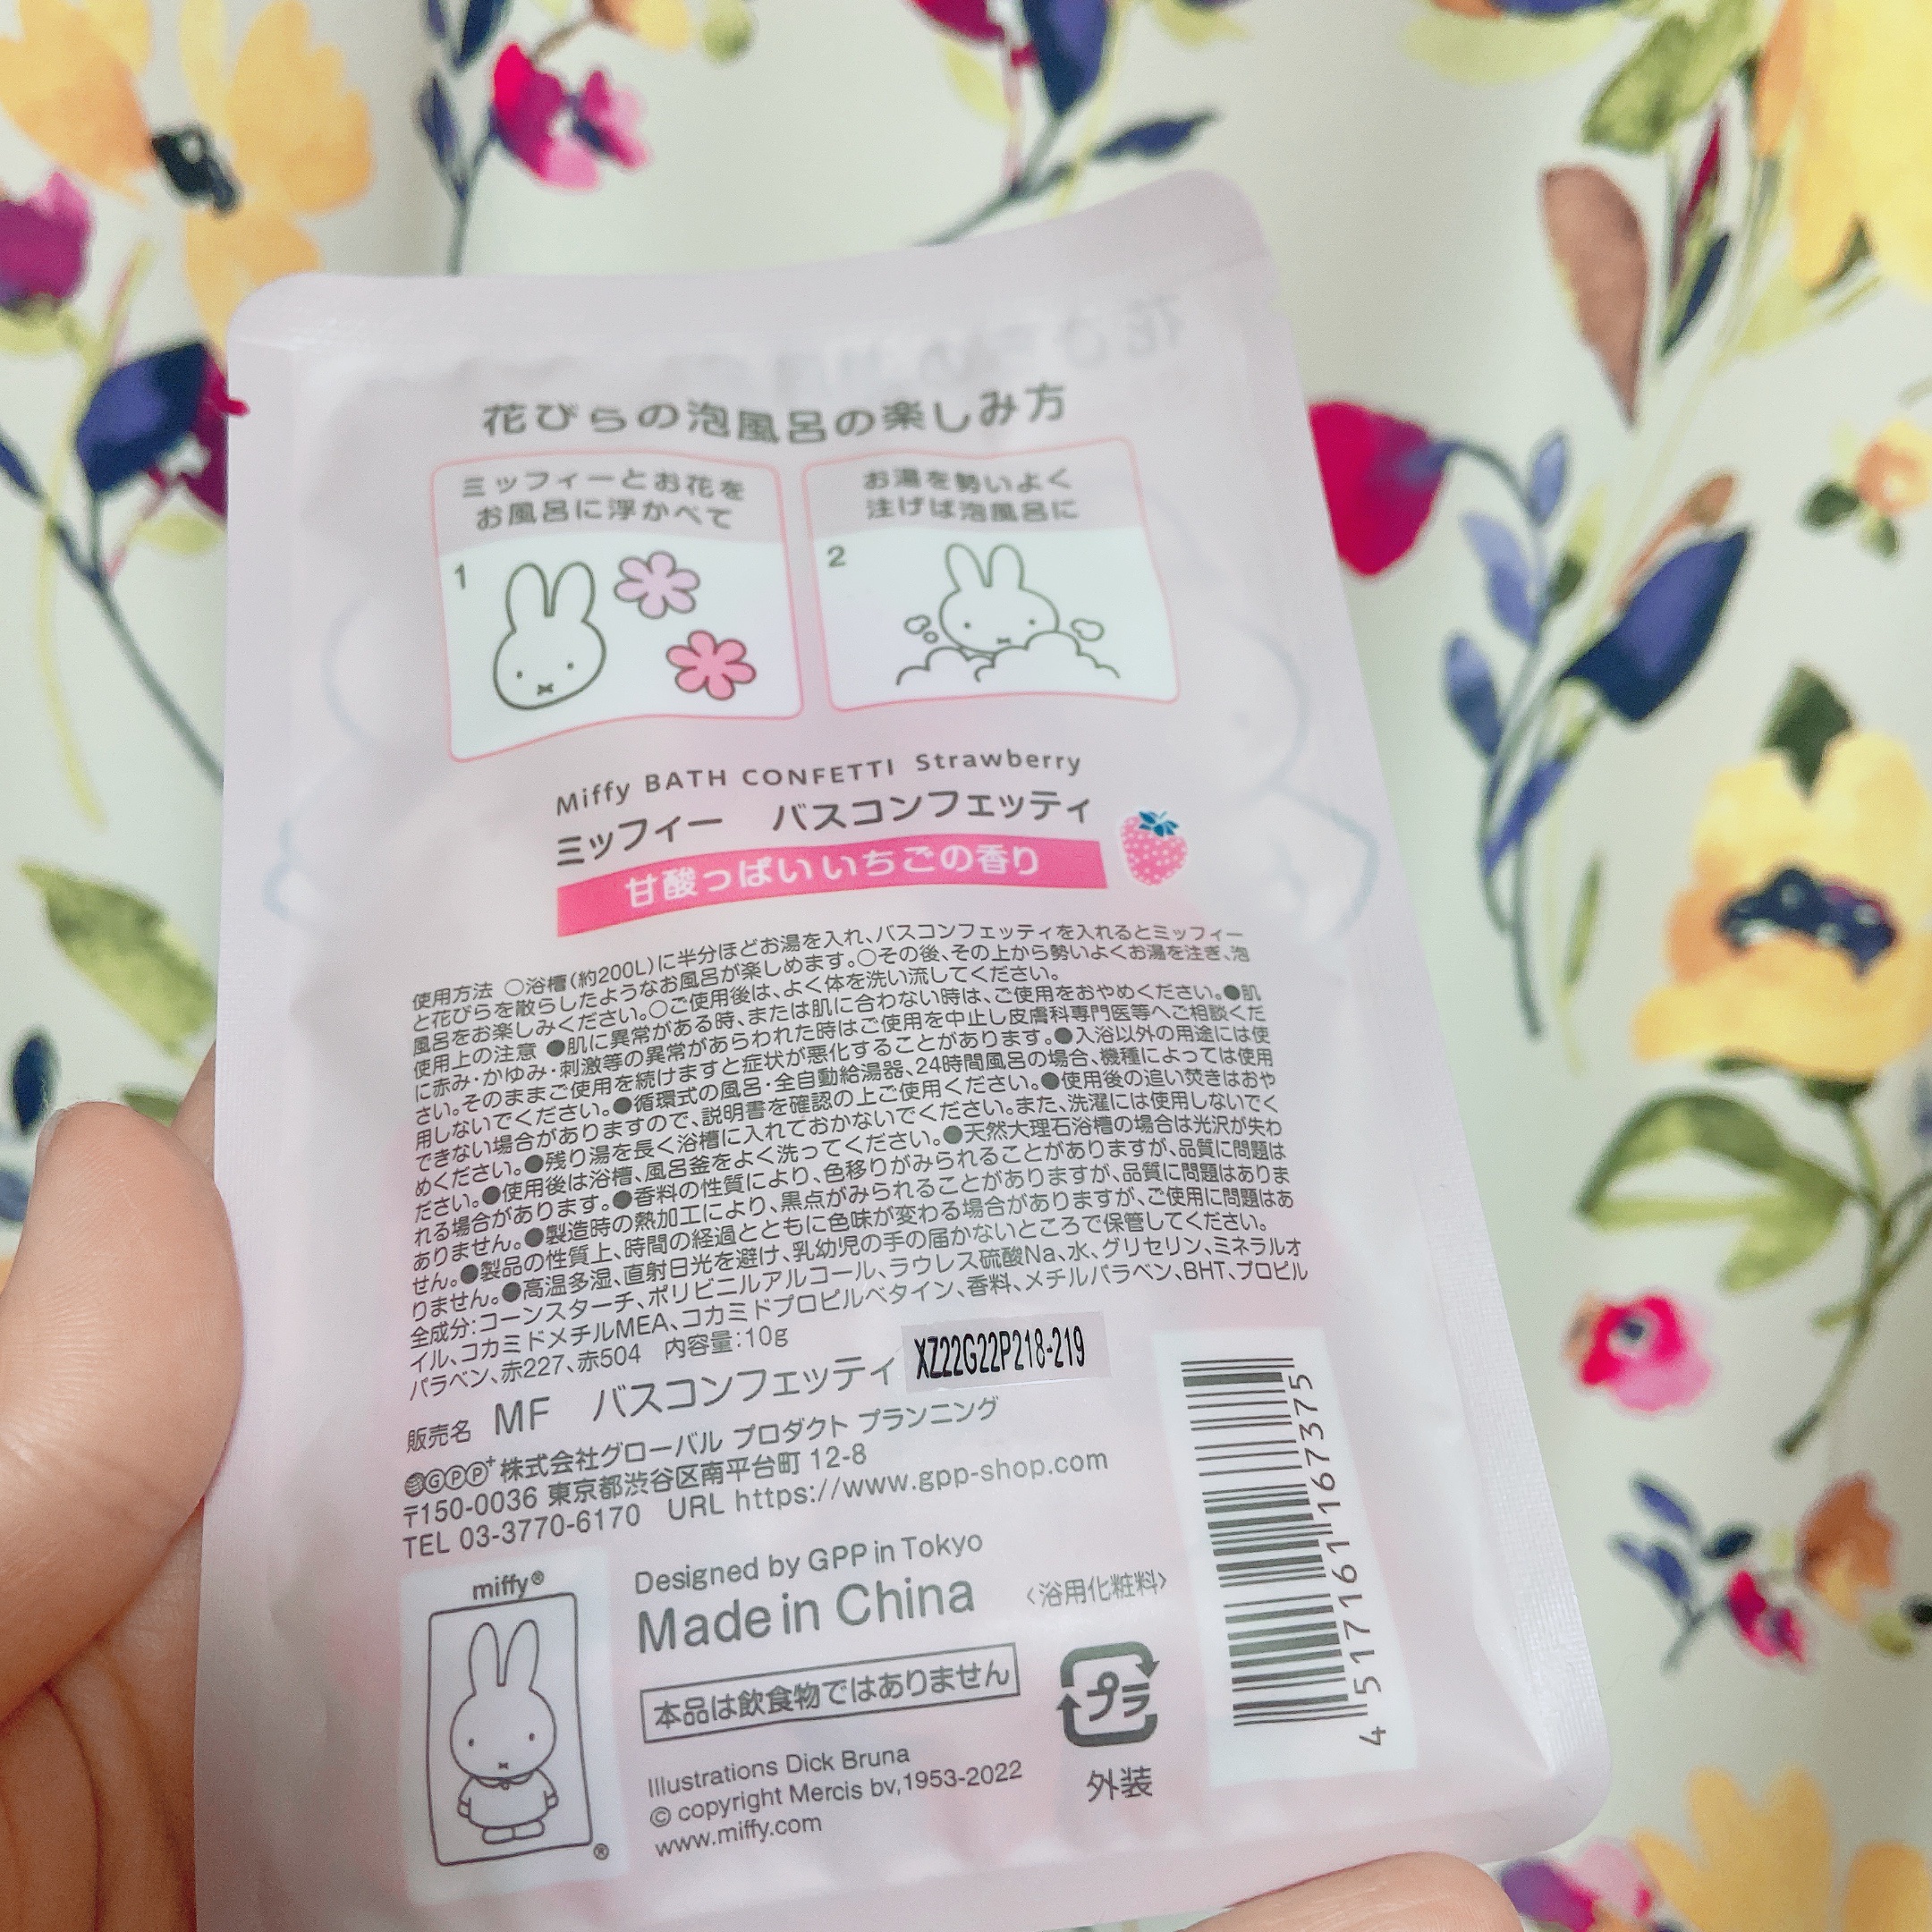 花びらの泡風呂の楽しみ方
ミッフィーとお花を
お風呂に浮かべて
1
お湯を勢いよく
注げば泡風呂に
2
Miffy BATH CONFETTI Strawberry
ミッフィー バスコンフェッティ
甘酸っぱいいちごの香り
使用方法 ○浴槽(約200L)に半分ほどお湯を入れ、バスコンフェッティを入れるとミッフィー
と花びらを散らしたようなお風呂が楽しめます。○その後、その上から勢いよくお湯を注ぎ、泡
風呂をお楽しみください。○ご使用後は、よく体を洗い流してください。
使用上の注意 ●肌に異常がある時、または肌に合わない時は、ご使用をおやめください。●肌
に赤み・かゆみ・刺激等の異常があらわれた時はご使用を中止し皮膚科専門医等へご相談くだ
さい。そのままご使用を続けますと症状が悪化することがあります。●入浴以外の用途には使
用しないでください。●循環式の風呂・全自動給湯器、24時間風呂の場合、機種によっては使用
できない場合がありますので、説明書を確認の上ご使用ください。●使用後の追い焚きはおや
めください。●残り湯を長く浴槽に入れておかないでください。また、洗濯には使用しないでく
ださい。●使用後は浴槽、風呂釜をよく洗ってください。●天然大理石浴槽の場合は光沢が失わ
れる場合があります。●香料の性質により、色移りがみられることがありますが、品質に問題は
ありません。●製造時の熱加工により、黒点がみられることがありますが、品質に問題はありま
せん。●製品の性質上、時間の経過とともに色味が変わる場合がありますが、ご使用に問題はあ
りません。●高温多湿、直射日光を避け、乳幼児の手の届かないところで保管してください。
全成分:コーンスターチ、ポリビニルアルコール、ラウレス硫酸Na、水、グリセリン、ミネラルオ
イル、コカミドメチルMEA、コカミドプロピルベタイン、香料、メチルパラベン、BHT、プロピル
パラベン、赤227、赤504 内容量:10g
XZ22G22P218-219
販売名 MF バスコンフェッティ
GPP+ 株式会社グローバル プロダクト プランニング
〒150-0036 東京都渋谷区南平台町 12-8
TEL 03-3770-6170 URL https://www.gpp-shop.com
miffy®
®
Designed by GPP in Tokyo
Made in China
〈浴用化粧料〉
本品は飲食物ではありません
プラ
外装
Illustrations Dick Bruna
© copyright Mercis bv,1953-2022
www.miffy.com
4 517161 167375